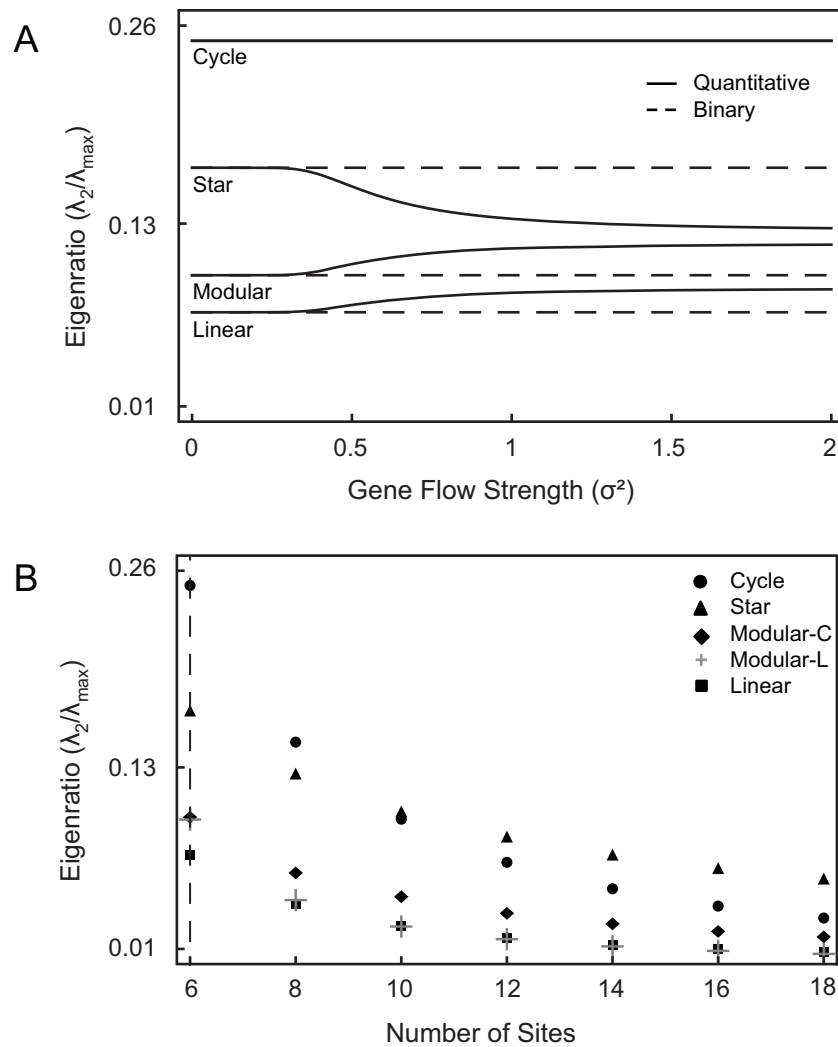 A
0.26
0.13
0.01
Eigenratio (λ₂/λmax)
Cycle
Star
Modular
Linear
Quantitative
Binary
0 0.5 1 1.5 2
Gene Flow Strength (σ²)
B
0.26
0.13
0.01
Eigenratio (λ₂/λmax)
Cycle
Star
Modular-C
Modular-L
Linear
6 8 10 12 14 16 18
Number of Sites